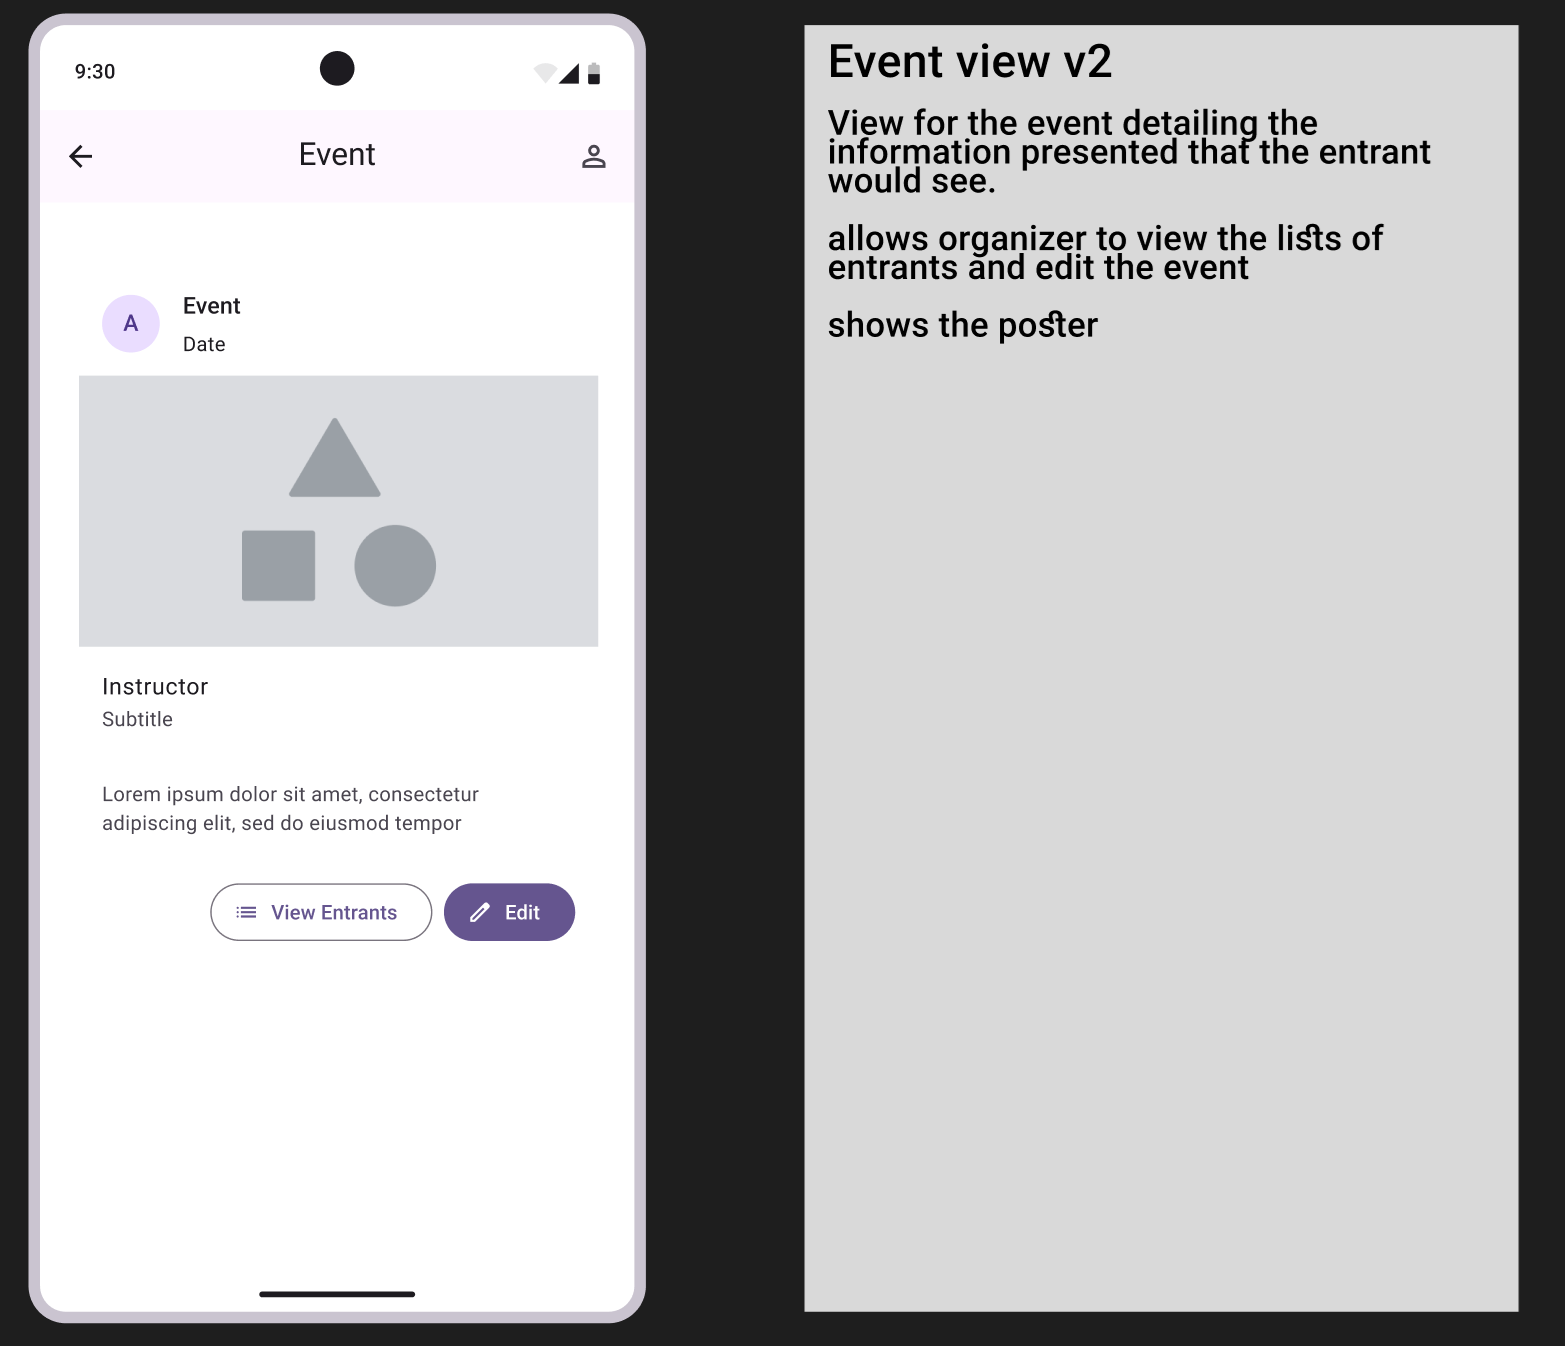 9:30
Event
A
Event
Date
Instructor
Subtitle
Lorem ipsum dolor sit amet, consectetur
adipiscing elit, sed do eiusmod tempor
View Entrants
Edit
Event view v2
View for the event detailing the
information presented that the entrant
would see.
allows organizer to view the lists of
entrants and edit the event
shows the poster